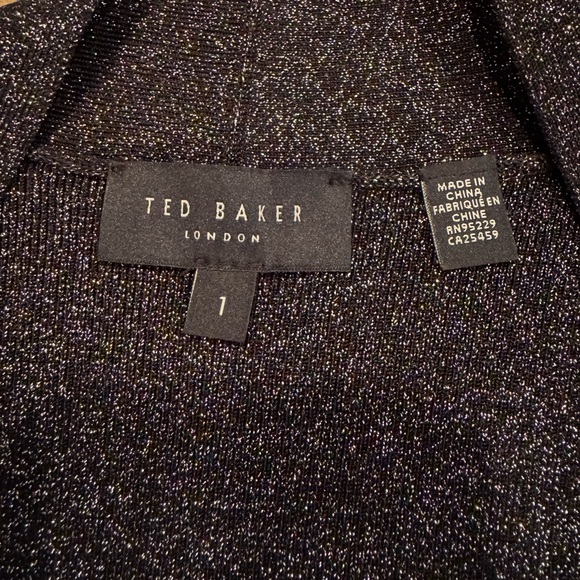 TED BAKER
LONDON
1
MADE IN
CHINA
FABRIQUÉ EN
CHINE
RN95229
CA25459